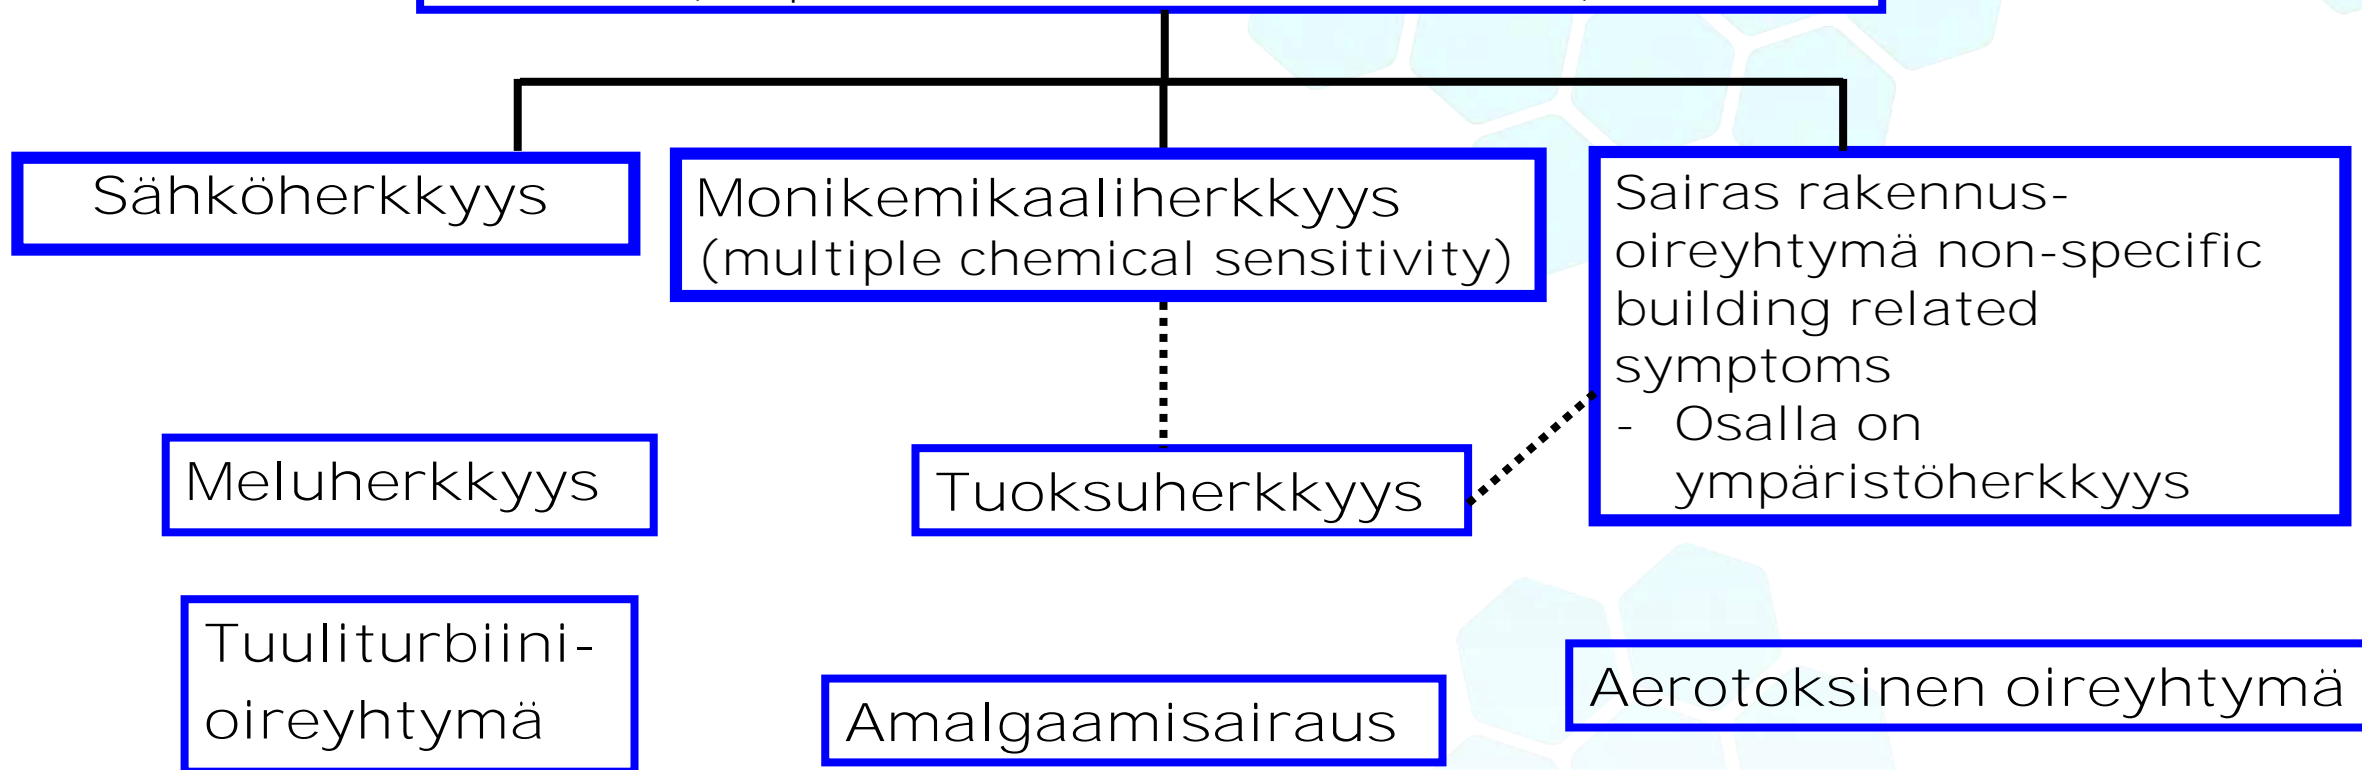 Sähköherkkyys
Monikemikaaliherkkyys
(multiple chemical sensitivity)
Sairas rakennus-
oireyhtymä non-specific
building related
symptoms
- Osalla on
ympäristöherkkyys
Meluherkkyys
Tuoksuherkkyys
Tuuliturbiini-
oireyhtymä
Amalgaamisairaus
Aerotoksinen oireyhtymä